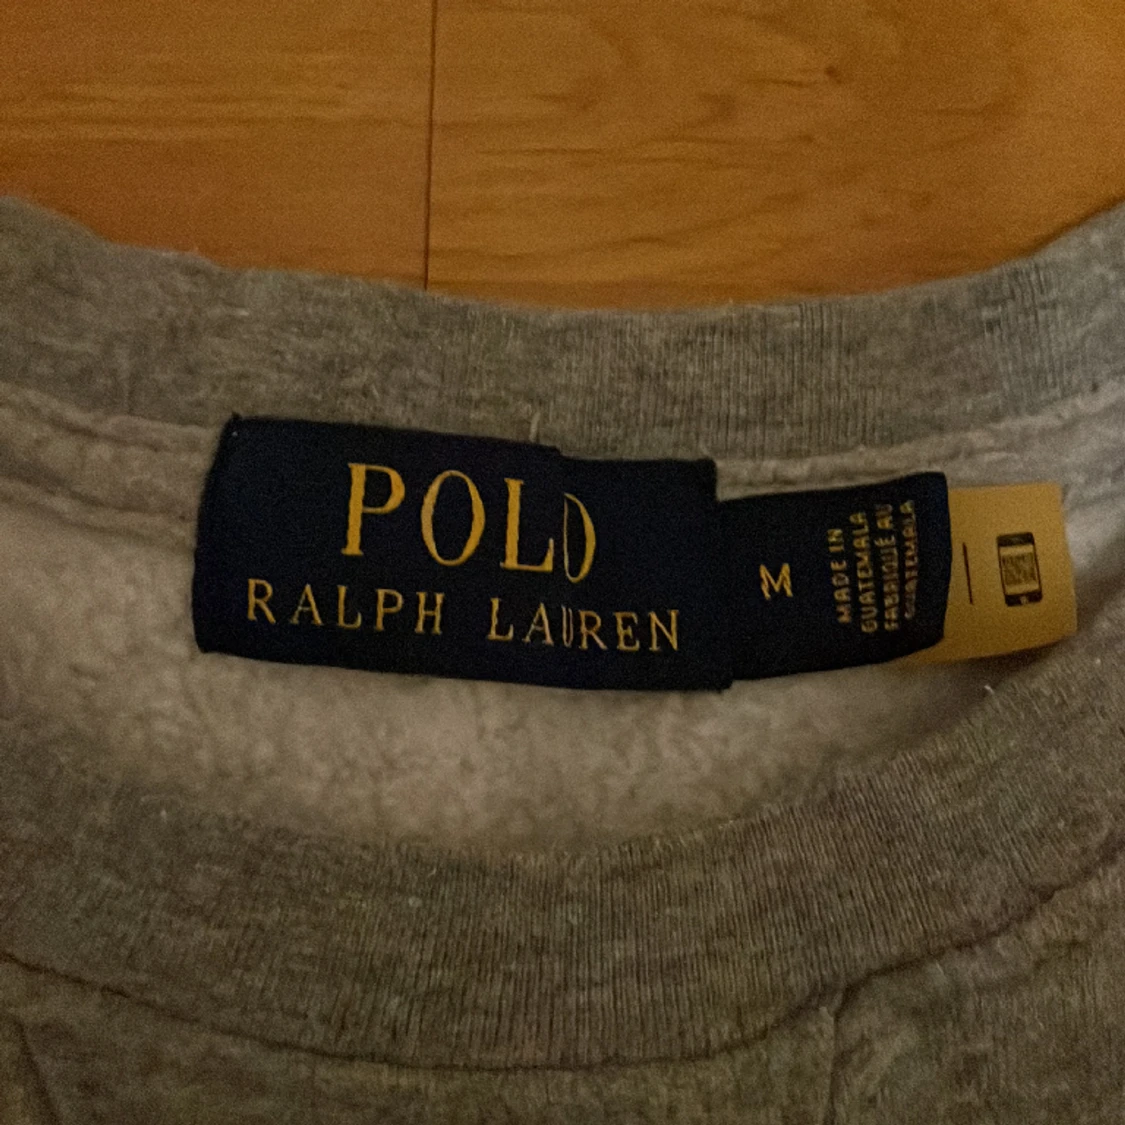 POLO
RALPH LAUREN
M
MADE IN
GUATEMALA
FABRIQUÉ AU
GUATEMALA